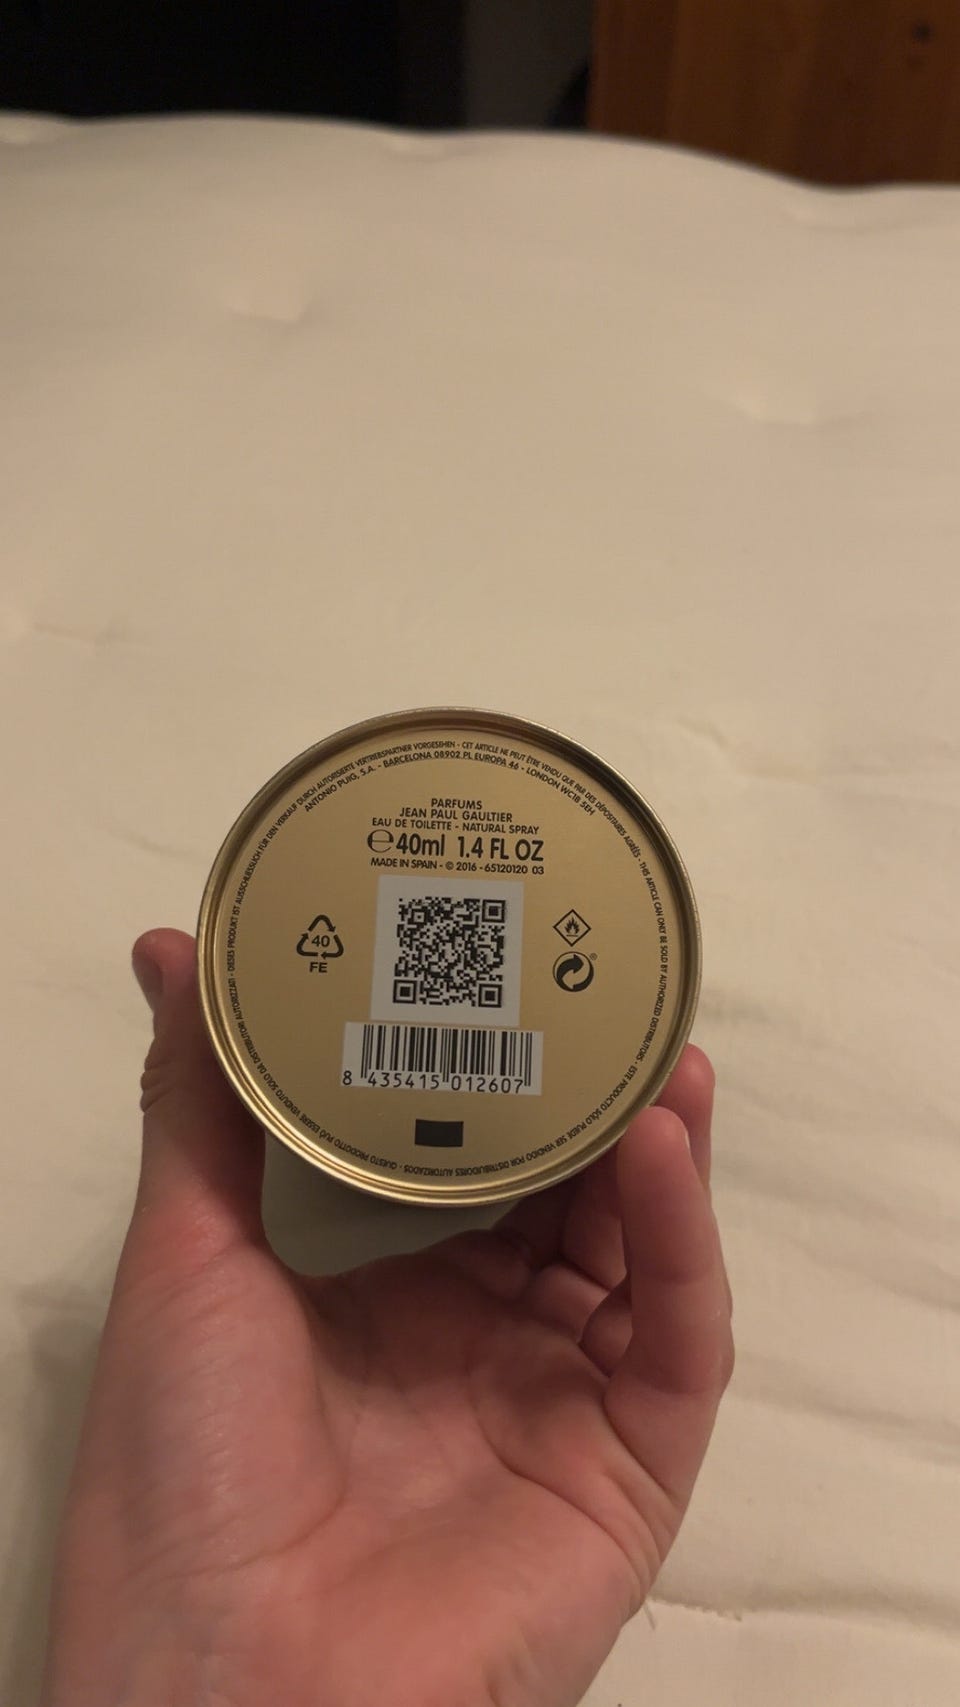 DIESES PRODUKT IST AUSSCHLIESSLICH FÜR DEN VERKAUF DURCH AUTORISIERTE VERTRIEBSPARTNER VORGESEHEN - CET ARTICLE NE PEUT ÊTRE VENDU QUE PAR DES DÉPOSITAIRES AGRÉÉS - THIS ARTICLE CAN ONLY BE SOLD BY AUTHORIZED DISTRIBUTORS - ESTE PRODUCTO SÓLO PUEDE SER VENDIDO POR DISTRIBUIDORES AUTORIZADOS - QUESTO PRODOTTO PUÒ ESSERE VENDUTO SOLO DA DISTRIBUTORI AUTORIZZATI -
ANTONIO PUIG, S.A. - BARCELONA 08902 PL EUROPA 46 - LONDON WC1B 5EH
PARFUMS
JEAN PAUL GAULTIER
EAU DE TOILETTE - NATURAL SPRAY
℮40ml 1.4 FL OZ
MADE IN SPAIN - © 2016 - 65120120 03
40
FE
®
8 435415 012607